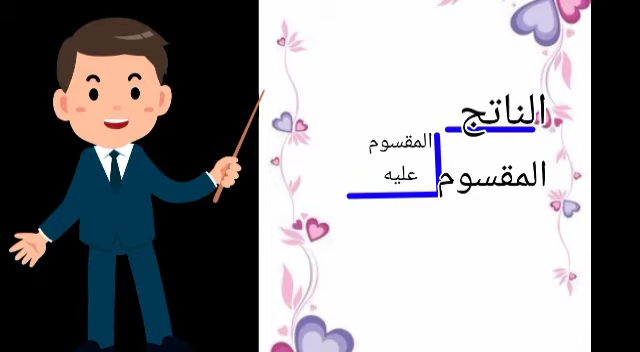 الناتج
المقسوم
المقسوم
عليه